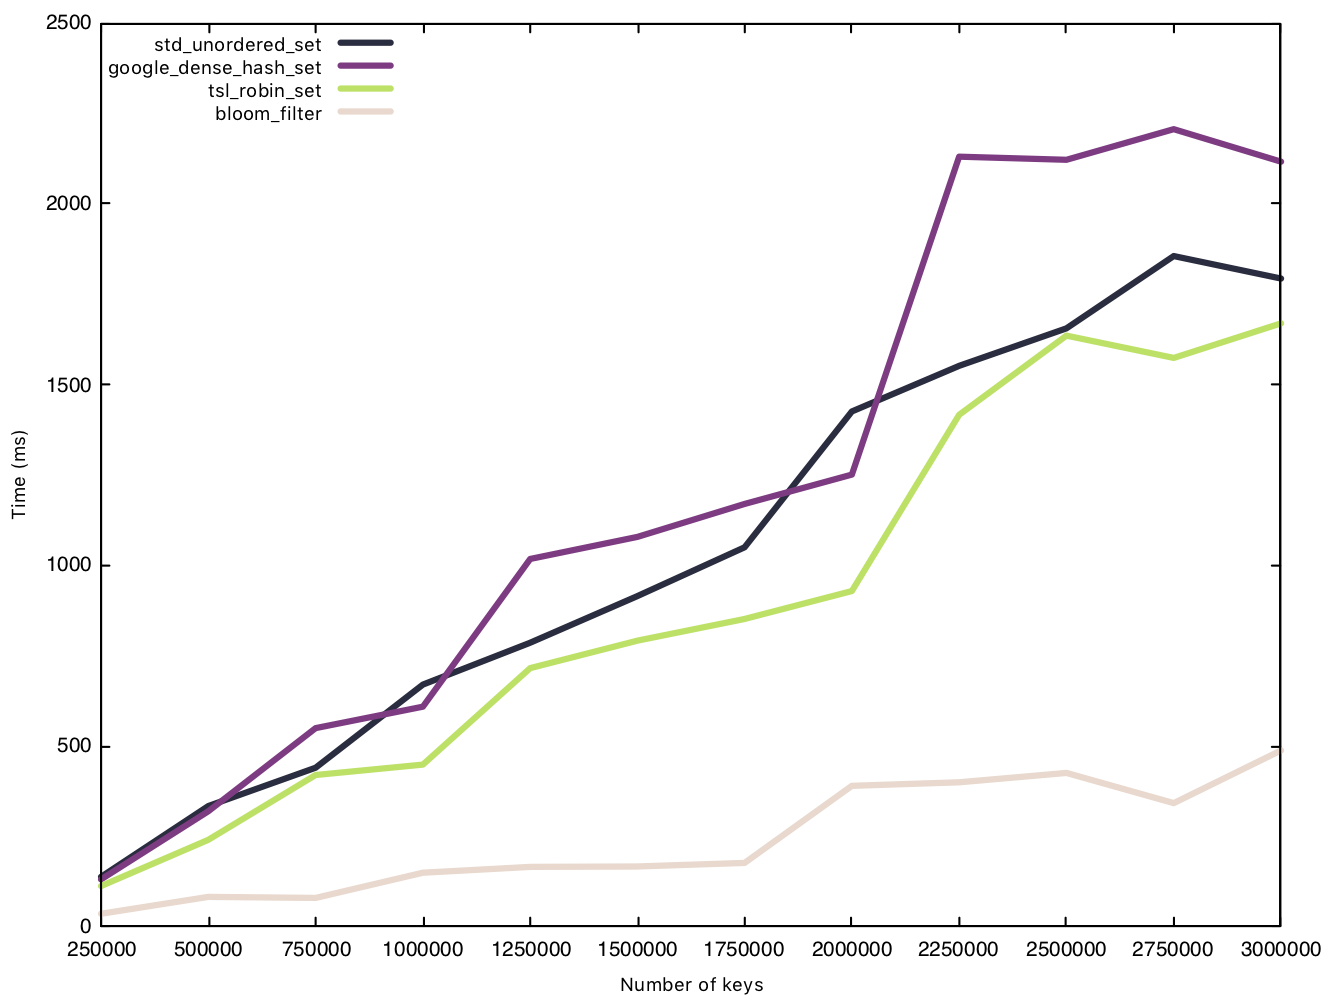 2500
std_unordered_set
google_dense_hash_set
tsl_robin_set
bloom_filter
2000
1500
Time (ms)
1000
500
0
250000 500000 750000 1000000 1250000 1500000 1750000 2000000 2250000 2500000 2750000 3000000
Number of keys